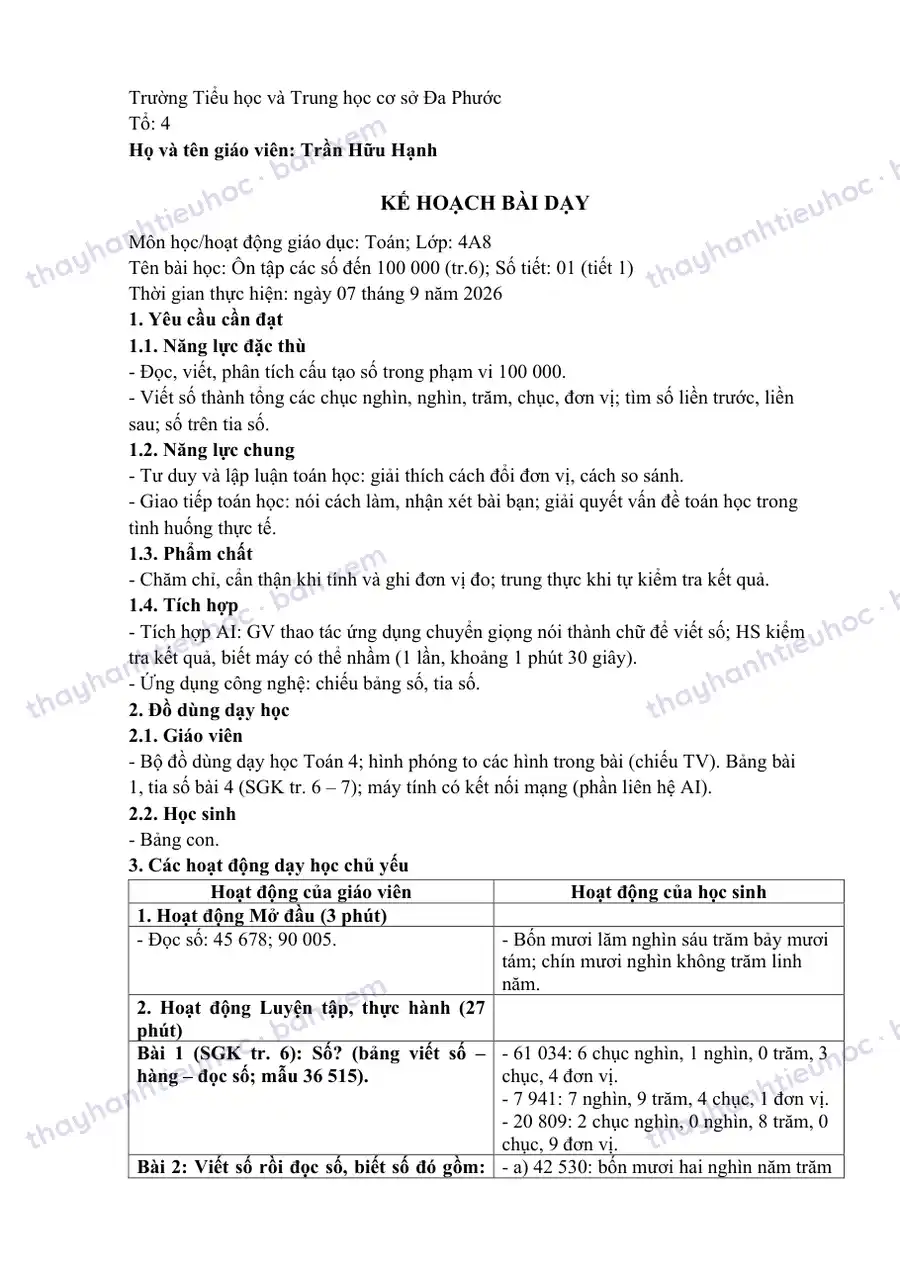 Trường Tiểu học và Trung học cơ sở Đa Phước
Tổ: 4
Họ và tên giáo viên: Trần Hữu Hạnh
KẾ HOẠCH BÀI DẠY
Môn học/hoạt động giáo dục: Toán; Lớp: 4A8
Tên bài học: Ôn tập các số đến 100 000 (tr.6); Số tiết: 01 (tiết 1)
Thời gian thực hiện: ngày 07 tháng 9 năm 2026
1. Yêu cầu cần đạt
1.1. Năng lực đặc thù
- Đọc, viết, phân tích cấu tạo số trong phạm vi 100 000.
- Viết số thành tổng các chục nghìn, nghìn, trăm, chục, đơn vị; tìm số liền trước, liền
sau; số trên tia số.
1.2. Năng lực chung
- Tư duy và lập luận toán học: giải thích cách đổi đơn vị, cách so sánh.
- Giao tiếp toán học: nói cách làm, nhận xét bài bạn; giải quyết vấn đề toán học trong
tình huống thực tế.
1.3. Phẩm chất
- Chăm chỉ, cẩn thận khi tính và ghi đơn vị đo; trung thực khi tự kiểm tra kết quả.
1.4. Tích hợp
- Tích hợp AI: GV thao tác ứng dụng chuyển giọng nói thành chữ để viết số; HS kiểm
tra kết quả, biết máy có thể nhầm (1 lần, khoảng 1 phút 30 giây).
- Ứng dụng công nghệ: chiếu bảng số, tia số.
2. Đồ dùng dạy học
2.1. Giáo viên
- Bộ đồ dùng dạy học Toán 4; hình phóng to các hình trong bài (chiếu TV). Bảng bài
1, tia số bài 4 (SGK tr. 6 – 7); máy tính có kết nối mạng (phần liên hệ AI).
2.2. Học sinh
- Bảng con.
3. Các hoạt động dạy học chủ yếu
Hoạt động của giáo viên
Hoạt động của học sinh
1. Hoạt động Mở đầu (3 phút)
- Đọc số: 45 678; 90 005.
- Bốn mươi lăm nghìn sáu trăm bảy mươi
tám; chín mươi nghìn không trăm linh
năm.
2. Hoạt động Luyện tập, thực hành (27
phút)
Bài 1 (SGK tr. 6): Số? (bảng viết số –
hàng – đọc số; mẫu 36 515).
- 61 034: 6 chục nghìn, 1 nghìn, 0 trăm, 3
chục, 4 đơn vị.
- 7 941: 7 nghìn, 9 trăm, 4 chục, 1 đơn vị.
- 20 809: 2 chục nghìn, 0 nghìn, 8 trăm, 0
chục, 9 đơn vị.
Bài 2: Viết số rồi đọc số, biết số đó gồm:
- a) 42 530: bốn mươi hai nghìn năm trăm
thayhanhtieuhoc · bản xem
thayhanhtieuhoc · b
thayhanhtieuhoc · bản xem
thayhanhtieuhoc · b
thayhanhtieuhoc · bản xem
thayhanhtieuhoc · b